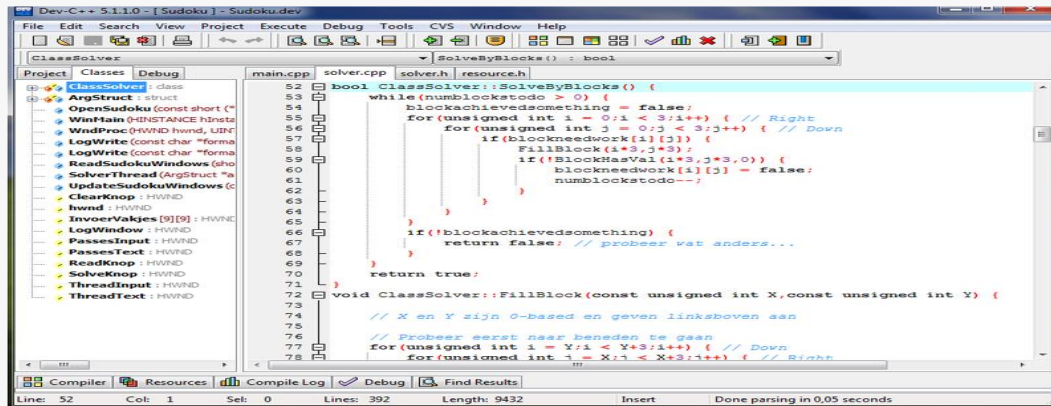 Dev-C++ 5.1.1.0 - [ Sudoku ] - Sudoku.dev
File Edit Search View Project Execute Debug Tools CVS Window Help
ClassSolver SolveByBlocks() : bool
Project Classes Debug main.cpp solver.cpp solver.h resource.h
ClassSolver : class
ArgStruct : struct
OpenSudoku (const short (*
WinMain (HINSTANCE hInsta
WndProc (HWND hwnd, UINT
LogWrite (const char *forma
LogWrite (const char *forma
ReadSudokuWindows (sho
SolverThread (ArgStruct *a
UpdateSudokuWindows (c
ClearKnop : HWND
hwnd : HWND
InvoerVakjes [9][9] : HWND
LogWindow : HWND
PassesInput : HWND
PassesText : HWND
ReadKnop : HWND
SolveKnop : HWND
ThreadInput : HWND
ThreadText : HWND
52 bool ClassSolver::SolveByBlocks() {
53 while(numblockstodo > 0) {
54 blockachievedsomething = false;
55 for(unsigned int i = 0;i < 3;i++) { // Right
56 for(unsigned int j = 0;j < 3;j++) { // Down
57 if(blockneedwork[i][j]) {
58 FillBlock(i*3,j*3);
59 if(!BlockHasVal(i*3,j*3,0)) {
60 blockneedwork[i][j] = false;
61 numblockstodo--;
62 }
63 }
64 }
65 }
66 if(!blockachievedsomething) {
67 return false; // probeer wat anders...
68 }
69 }
70 return true;
71 }
72 void ClassSolver::FillBlock(const unsigned int X,const unsigned int Y) {
73
74 // X en Y zijn 0-based en geven linksboven aan
75
76 // Probeer eerst naar beneden te gaan
77 for(unsigned int i = Y;i < Y+3;i++) { // Down
78 for(unsigned int j = X;j < X+3;j++) { // Right
Compiler Resources Compile Log Debug Find Results
Line: 52 Col: 1 Sel: 0 Lines: 392 Length: 9432 Insert Done parsing in 0,05 seconds